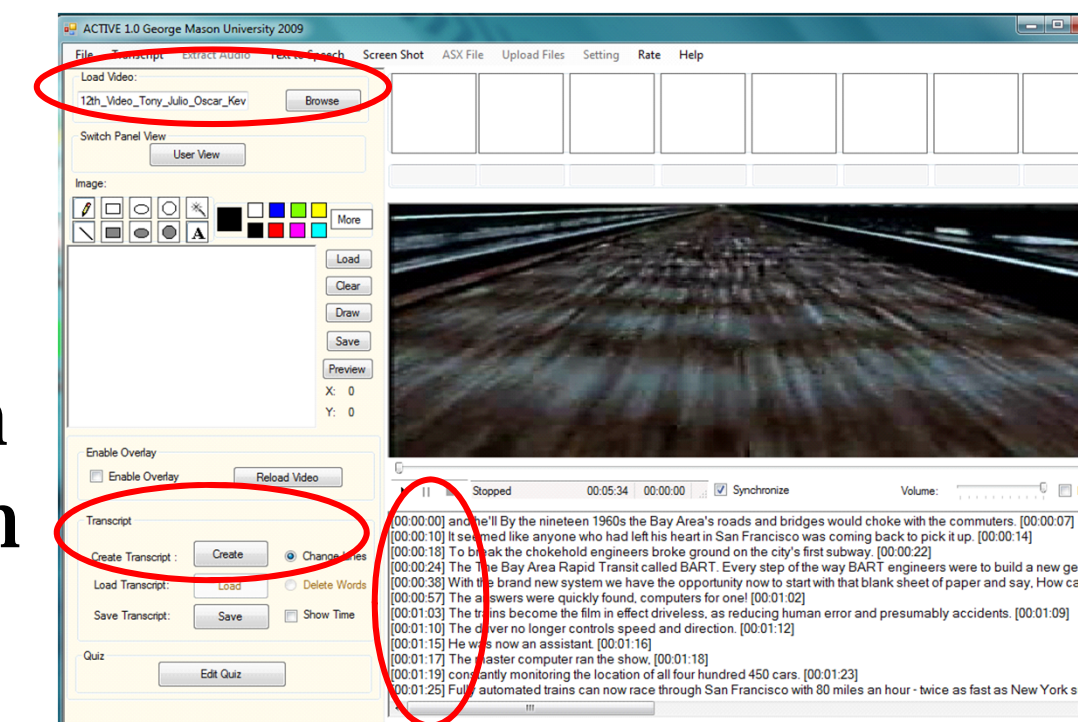 ACTIVE 1.0 George Mason University 2009
File Transcript Extract Audio Text to Speech Screen Shot ASX File Upload Files Setting Rate Help
Load Video:
12th_Video_Tony_Julio_Oscar_Kev Browse
Switch Panel View
User View
Image:
A
More
Load
Clear
Draw
Save
Preview
X: 0
Y: 0
Enable Overlay
Enable Overlay Reload Video
Stopped 00:05:34 00:00:00 Synchronize Volume:
Transcript
Create Transcript : Create Change Lines
Load Transcript: Load Delete Words
Save Transcript: Save Show Time
Quiz
Edit Quiz
[00:00:00] and he'll By the nineteen 1960s the Bay Area's roads and bridges would choke with the commuters. [00:00:07]
[00:00:10] It seemed like anyone who had left his heart in San Francisco was coming back to pick it up. [00:00:14]
[00:00:18] To break the chokehold engineers broke ground on the city's first subway. [00:00:22]
[00:00:24] The The Bay Area Rapid Transit called BART. Every step of the way BART engineers were to build a new ge
[00:00:38] With the brand new system we have the opportunity now to start with that blank sheet of paper and say, How ca
[00:00:57] The answers were quickly found, computers for one! [00:01:02]
[00:01:03] The trains become the film in effect driveless, as reducing human error and presumably accidents. [00:01:09]
[00:01:10] The driver no longer controls speed and direction. [00:01:12]
[00:01:15] He was now an assistant. [00:01:16]
[00:01:17] The master computer ran the show, [00:01:18]
[00:01:19] constantly monitoring the location of all four hundred 450 cars. [00:01:23]
[00:01:25] Fully automated trains can now race through San Francisco with 80 miles an hour - twice as fast as New York s